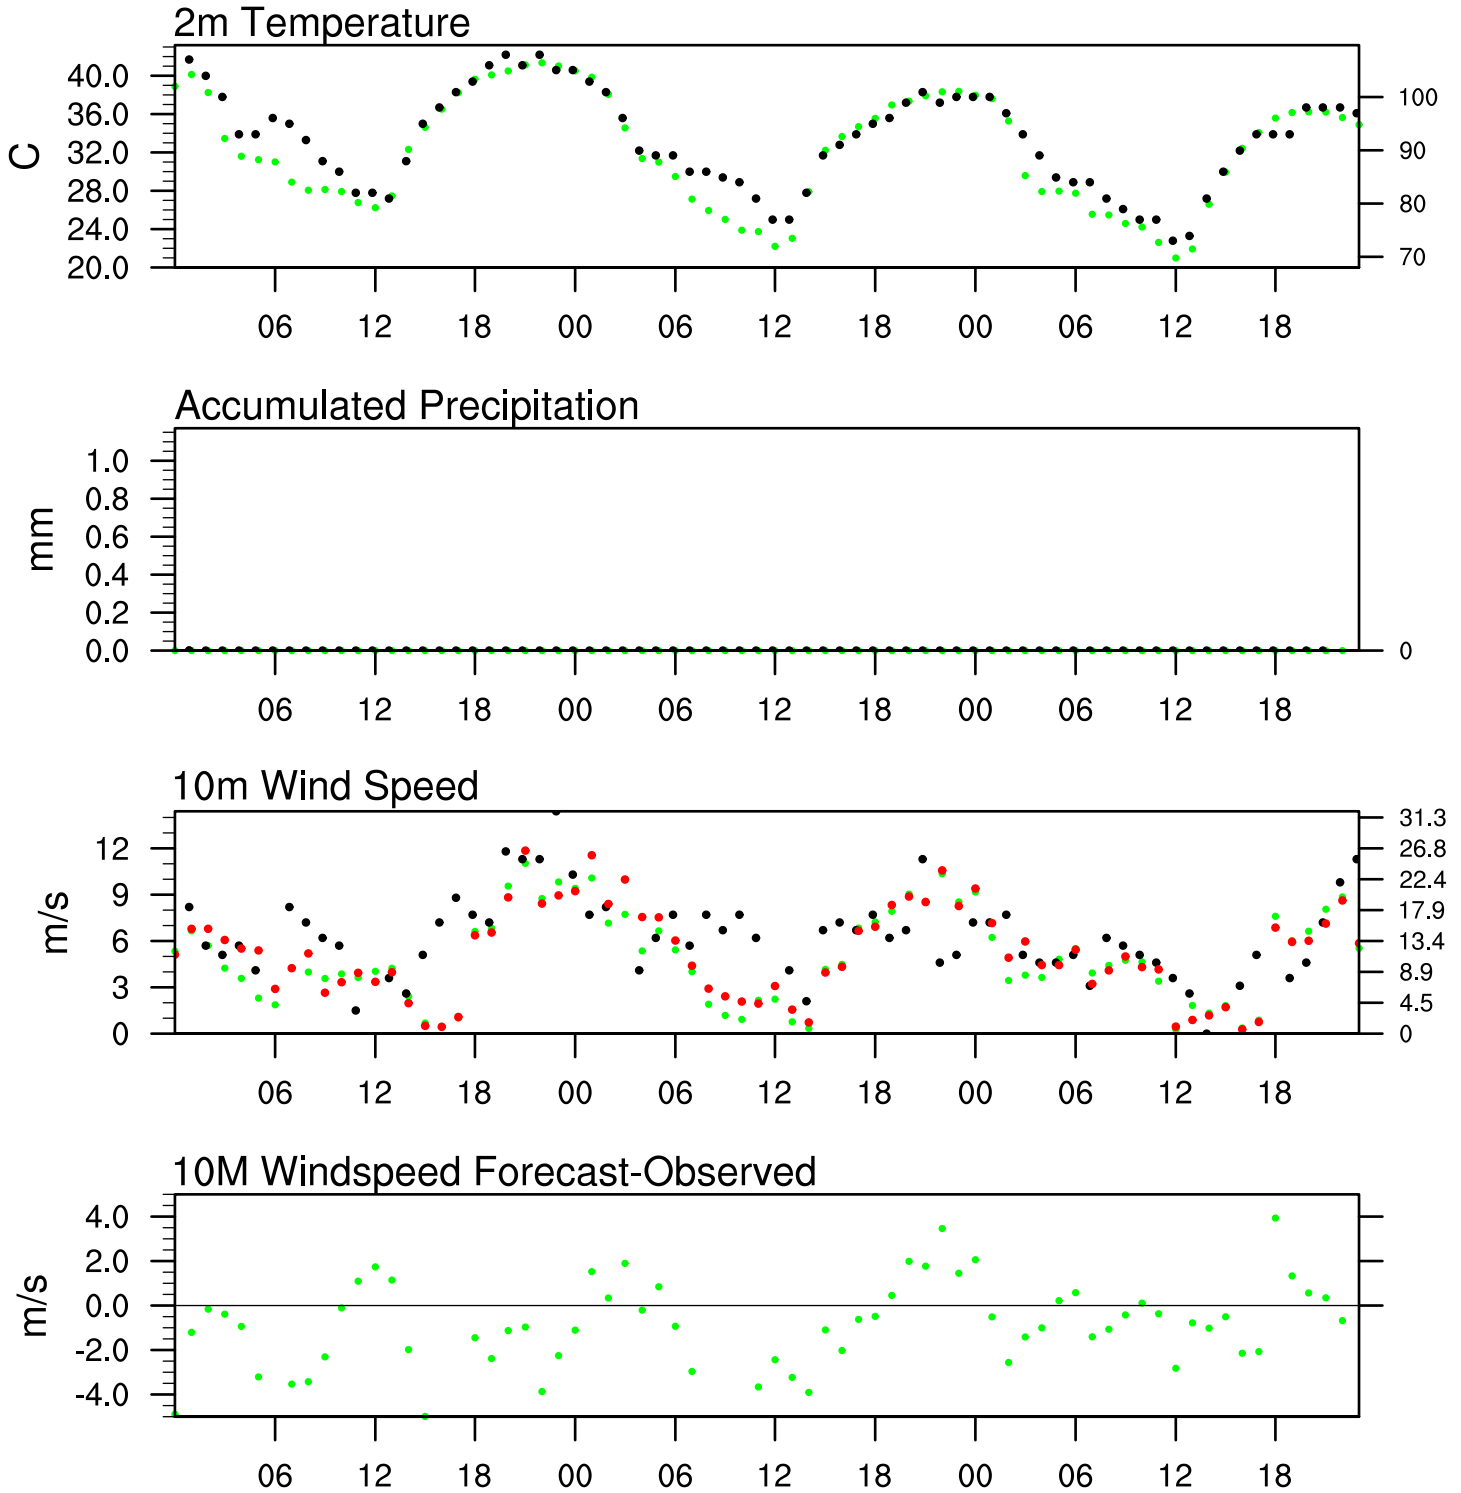 2m Temperature
40.0
36.0
32.0
28.0
24.0
20.0
C
100
90
80
70
06 12 18 00 06 12 18 00 06 12 18
Accumulated Precipitation
1.0
0.8
0.6
0.4
0.2
0.0
mm
0
06 12 18 00 06 12 18 00 06 12 18
10m Wind Speed
12
9
6
3
0
m/s
31.3
26.8
22.4
17.9
13.4
8.9
4.5
0
06 12 18 00 06 12 18 00 06 12 18
10M Windspeed Forecast-Observed
4.0
2.0
0.0
-2.0
-4.0
m/s
06 12 18 00 06 12 18 00 06 12 18